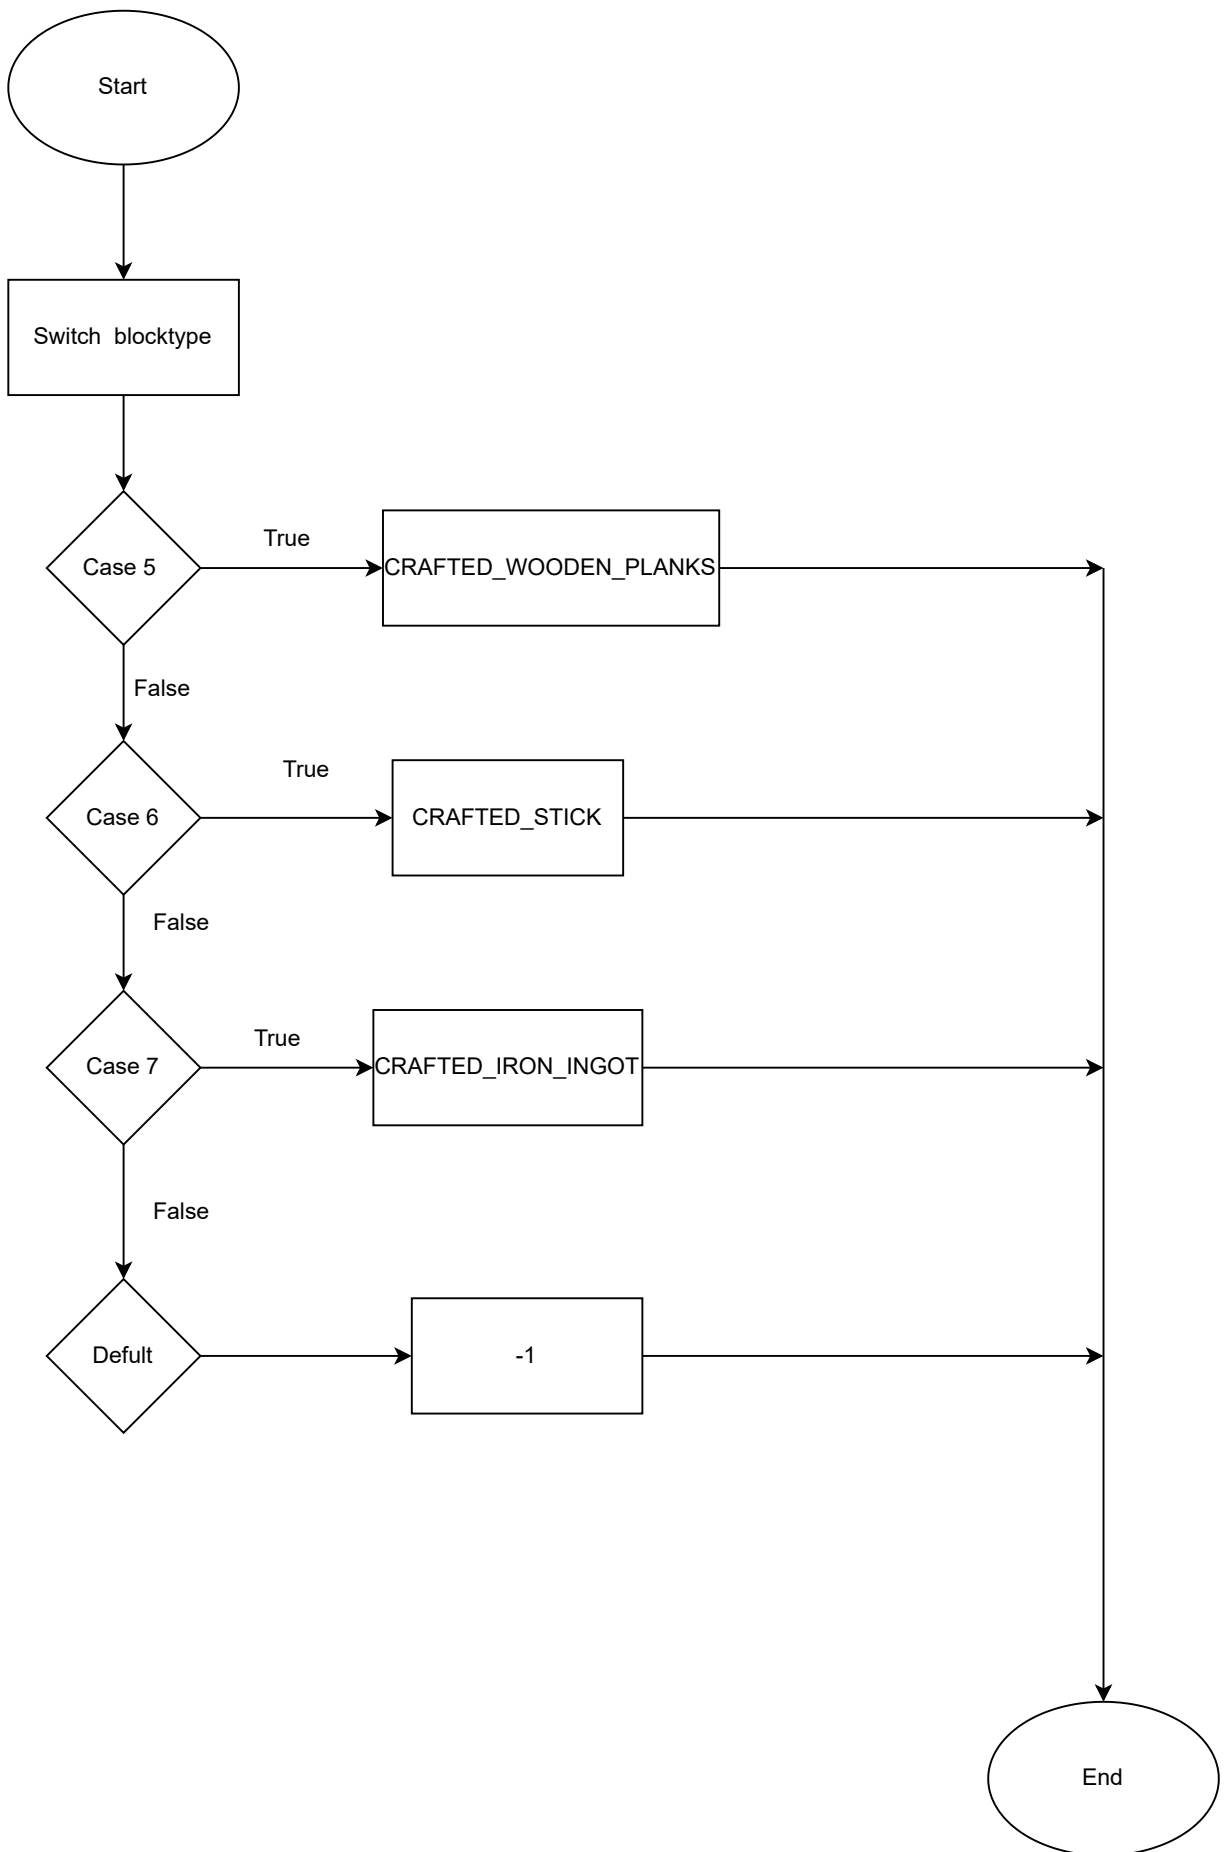 Start
Switch blocktype
Case 5
True
CRAFTED_WOODEN_PLANKS
False
Case 6
True
CRAFTED_STICK
False
Case 7
True
CRAFTED_IRON_INGOT
False
Defult
-1
End